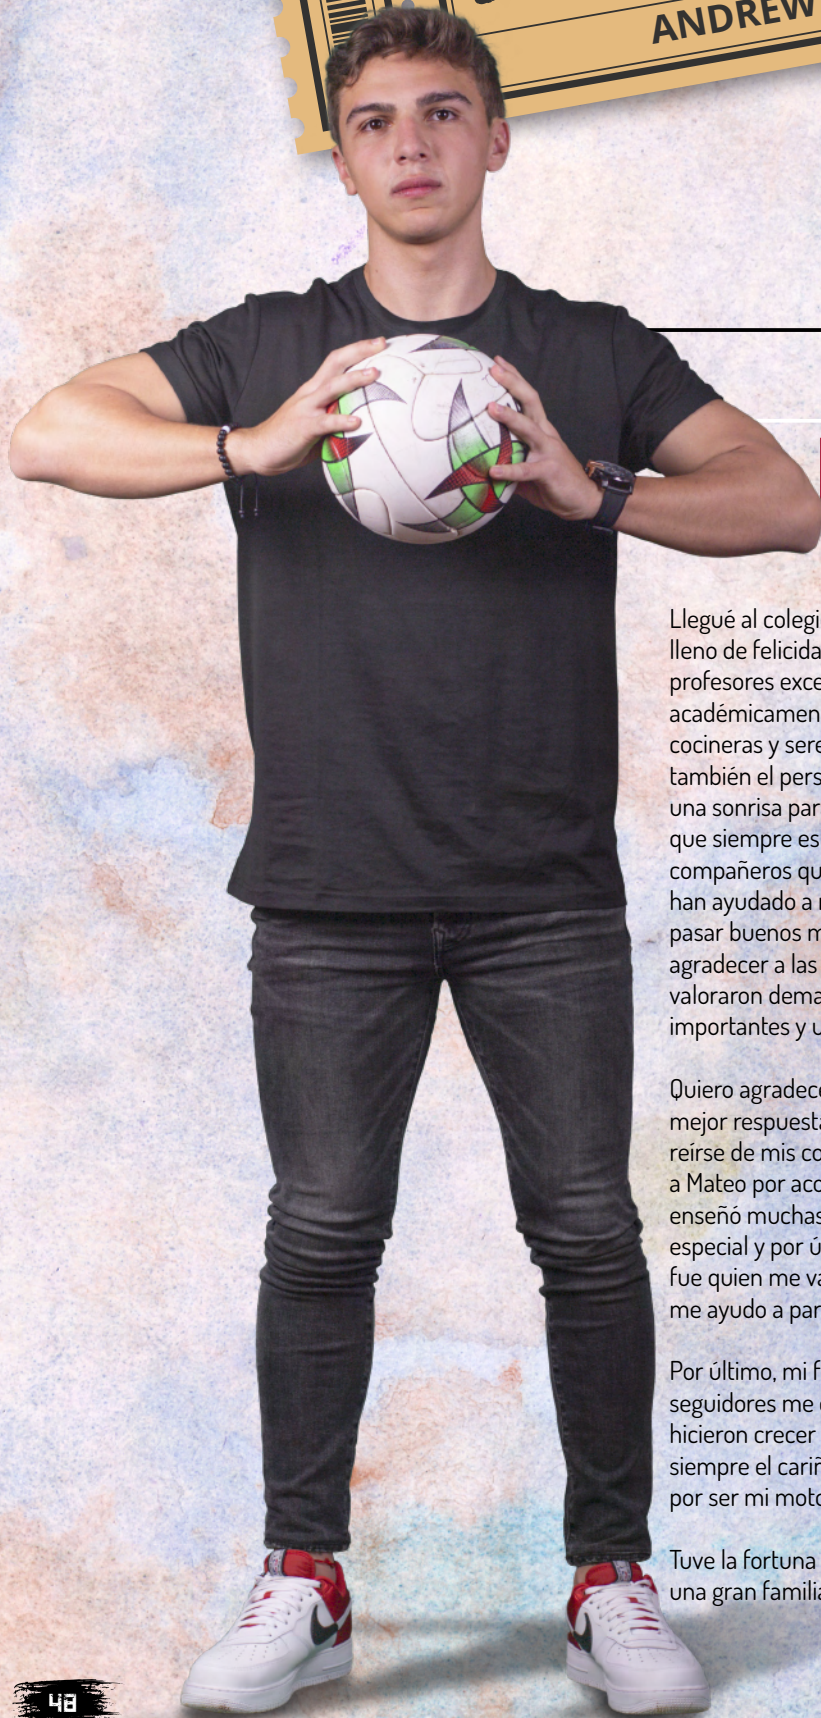 ANDREW
Llegué al colegi
lleno de felicida
profesores exce
académicamen
cocineras y sere
también el pers
una sonrisa par
que siempre es
compañeros qu
han ayudado a
pasar buenos m
agradecer a las
valoraron dema
importantes y u
Quiero agradece
mejor respuesta
reírse de mis co
a Mateo por aco
enseñó muchas
especial y por ú
fue quien me va
me ayudo a par
Por último, mi f
seguidores me
hicieron crecer
siempre el cariñ
por ser mi moto
Tuve la fortuna
una gran familia
48